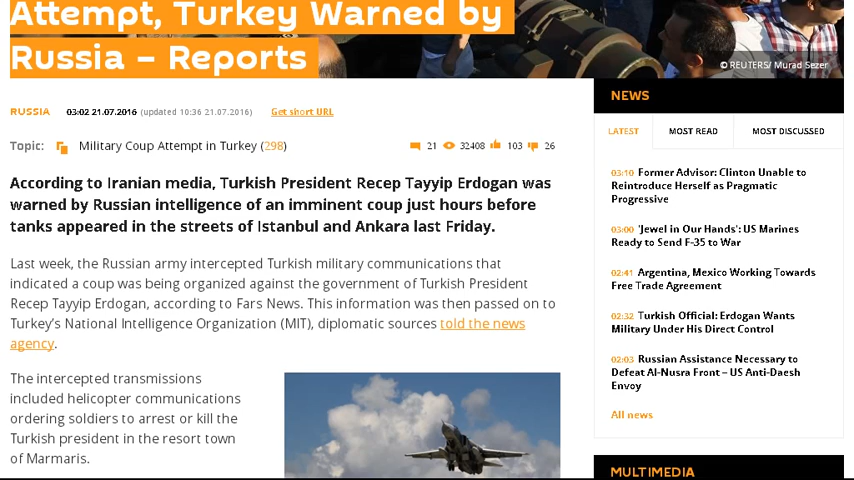 Attempt, Turkey Warned by
Russia – Reports
© REUTERS/ Murad Sezer
RUSSIA 03:02 21.07.2016 (updated 10:36 21.07.2016) Get short URL
Topic: Military Coup Attempt in Turkey (298) 21 32408 103 26
According to Iranian media, Turkish President Recep Tayyip Erdogan was
warned by Russian intelligence of an imminent coup just hours before
tanks appeared in the streets of Istanbul and Ankara last Friday.
Last week, the Russian army intercepted Turkish military communications that
indicated a coup was being organized against the government of Turkish President
Recep Tayyip Erdogan, according to Fars News. This information was then passed on to
Turkey's National Intelligence Organization (MIT), diplomatic sources told the news
agency.
The intercepted transmissions
included helicopter communications
ordering soldiers to arrest or kill the
Turkish president in the resort town
of Marmaris.
NEWS
LATEST MOST READ MOST DISCUSSED
03:10 Former Advisor: Clinton Unable to
Reintroduce Herself as Pragmatic
Progressive
03:00 'Jewel in Our Hands': US Marines
Ready to Send F-35 to War
02:41 Argentina, Mexico Working Towards
Free Trade Agreement
02:32 Turkish Official: Erdogan Wants
Military Under His Direct Control
02:03 Russian Assistance Necessary to
Defeat Al-Nusra Front – US Anti-Daesh
Envoy
All news
MULTIMEDIA